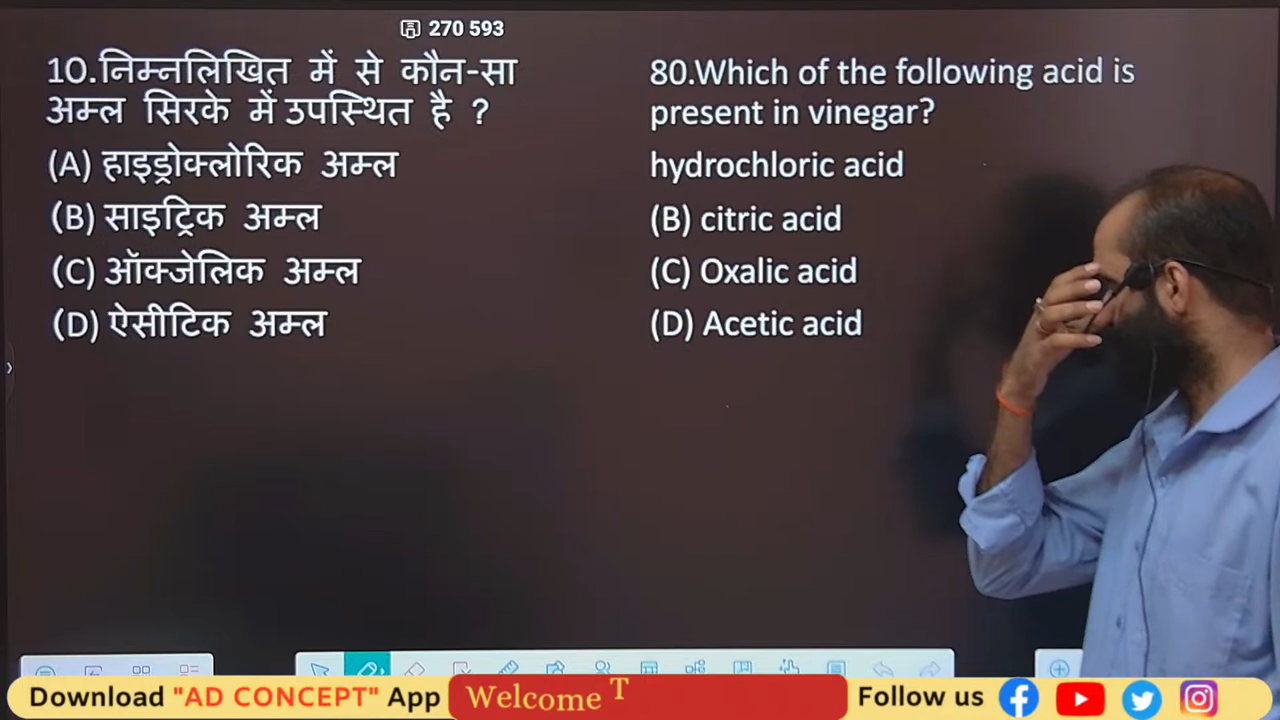 270 593
10.निम्नलिखित में से कौन-सा
अम्ल सिरके में उपस्थित है ?
(A) हाइड्रोक्लोरिक अम्ल
(B) साइट्रिक अम्ल
(C) ऑक्जेलिक अम्ल
(D) ऐसीटिक अम्ल
80.Which of the following acid is
present in vinegar?
hydrochloric acid
(B) citric acid
(C) Oxalic acid
(D) Acetic acid
Download "AD CONCEPT" App
Welcome T
Follow us